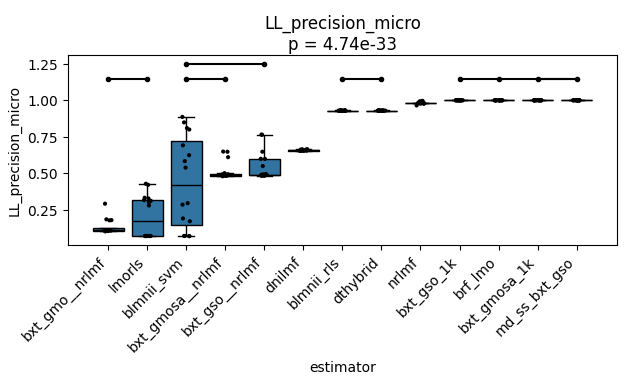 LL_precision_micro
p = 4.74e-33
LL_precision_micro
1.25
1.00
0.75
0.50
0.25
bxt_gmo__nrlmf
lmorls
blmnii_svm
bxt_gmosa__nrlmf
bxt_gso__nrlmf
dnilmf
blmnii_rls
dthybrid
nrlmf
bxt_gso_1k
brf_lmo
bxt_gmosa_1k
md_ss_bxt_gso
estimator